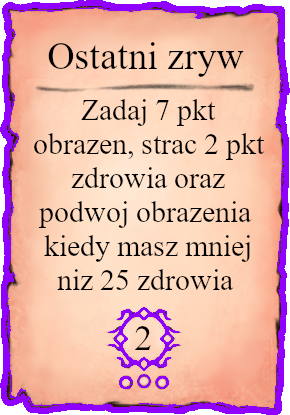 Ostatni zryw
Zadaj 7 pkt
obrazen, strac 2 pkt
zdrowia oraz
podwoj obrazenia
kiedy masz mniej
niz 25 zdrowia
2